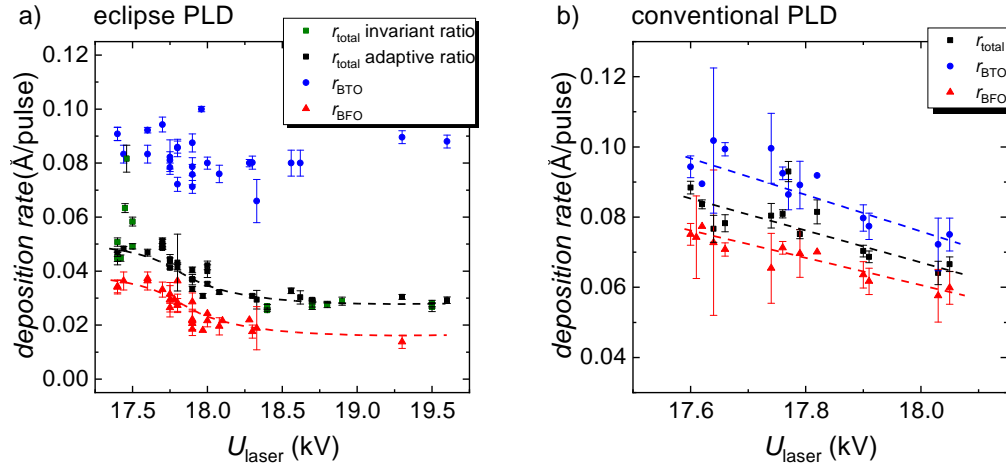 a) eclipse PLD
r_total invariant ratio
r_total adaptive ratio
r_BTO
r_BFO
deposition rate(Ă/pulse)
0.12
0.10
0.08
0.06
0.04
0.02
0.00
17.5 18.0 18.5 19.0 19.5
U_laser (kV)
b) conventional PLD
r_total
r_BTO
r_BFO
deposition rate(Ă/pulse)
0.12
0.10
0.08
0.06
0.04
17.6 17.8 18.0
U_laser (kV)